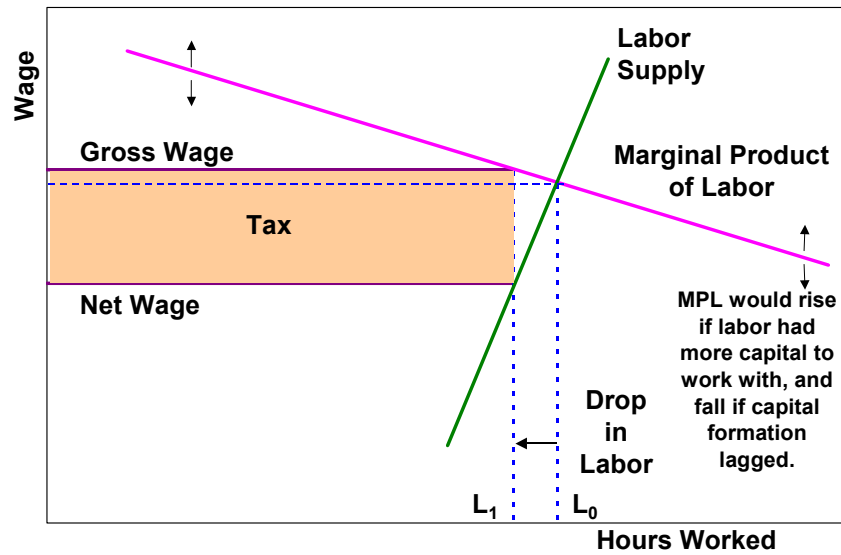 Labor
Supply
Wage
Gross Wage
Marginal Product
of Labor
Tax
Net Wage
MPL would rise
if labor had
more capital to
work with, and
fall if capital
formation
lagged.
Drop
in
Labor
L₁
L₀
Hours Worked